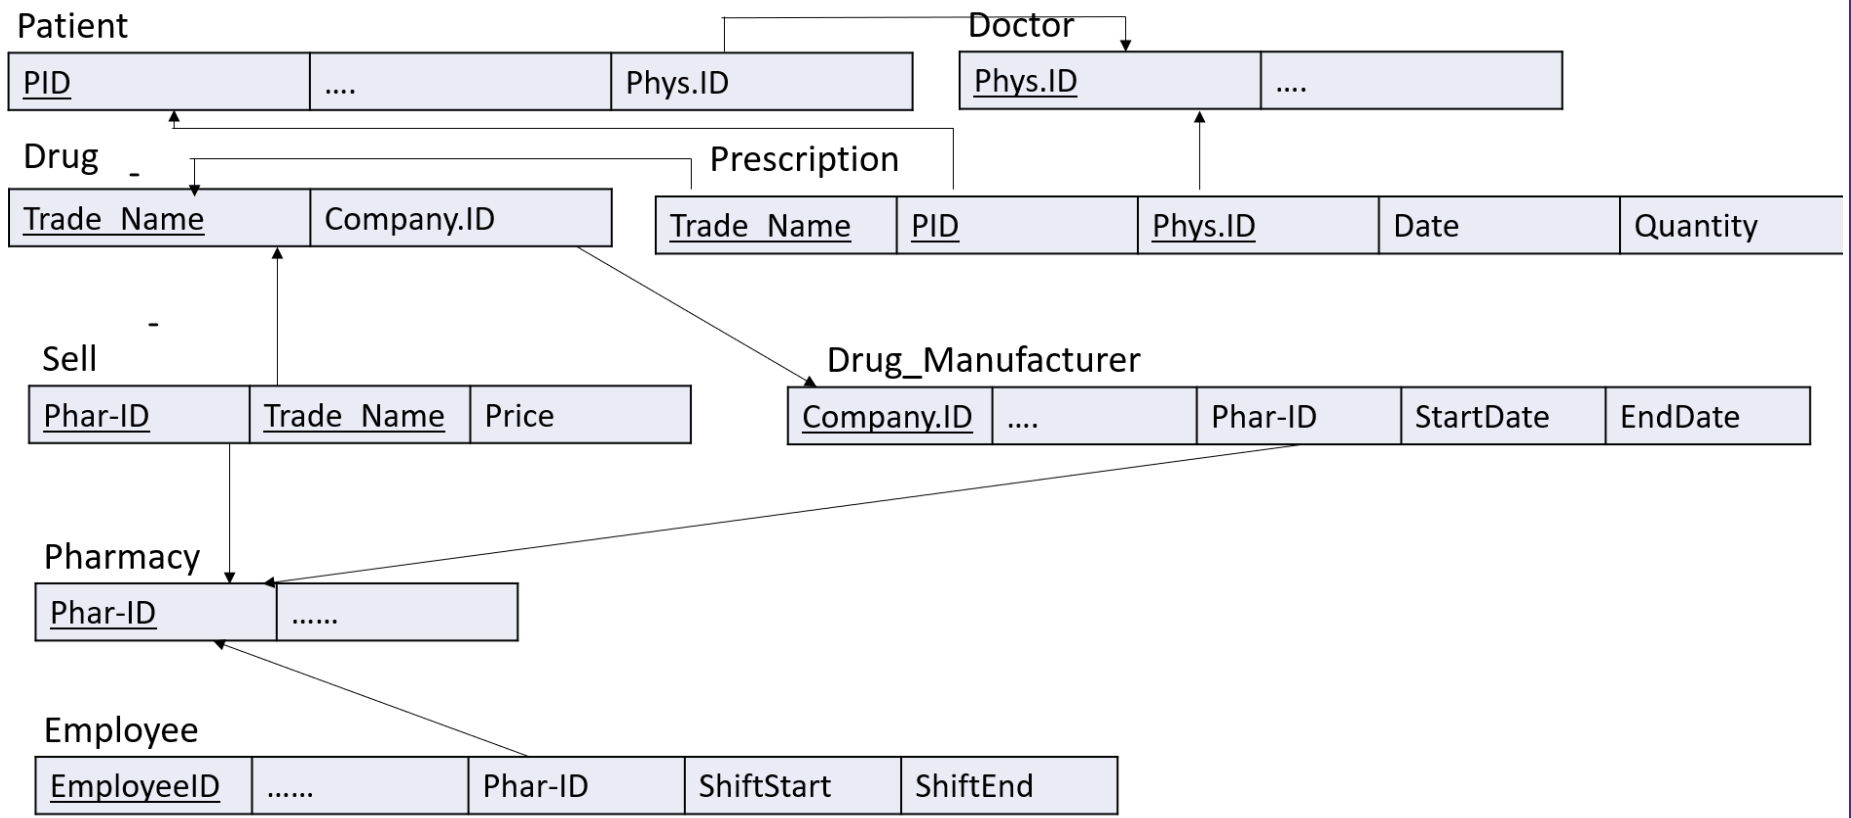 Patient
Doctor
PID
....
Phys.ID
Phys.ID
....
Drug
-
Prescription
Trade_Name
Company.ID
Trade_Name
PID
Phys.ID
Date
Quantity
-
Sell
Drug_Manufacturer
Phar-ID
Trade_Name
Price
Company.ID
....
Phar-ID
StartDate
EndDate
Pharmacy
Phar-ID
......
Employee
EmployeeID
......
Phar-ID
ShiftStart
ShiftEnd